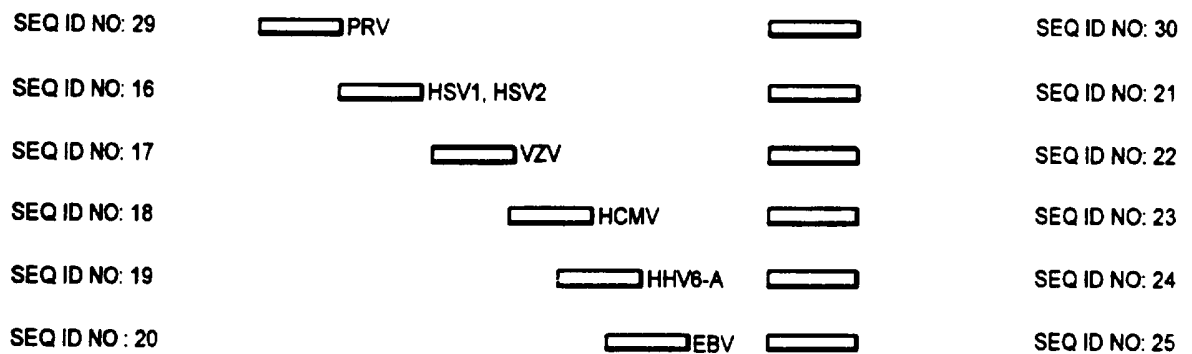 SEQ ID NO: 29 PRV SEQ ID NO: 30
SEQ ID NO: 16 HSV1, HSV2 SEQ ID NO: 21
SEQ ID NO: 17 VZV SEQ ID NO: 22
SEQ ID NO: 18 HCMV SEQ ID NO: 23
SEQ ID NO: 19 HHV6-A SEQ ID NO: 24
SEQ ID NO : 20 EBV SEQ ID NO: 25